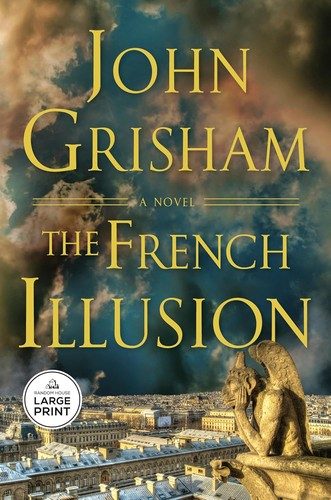 JOHN
GRISHAM
A NOVEL
THE FRENCH
ILLUSION
RANDOM HOUSE
LARGE
PRINT